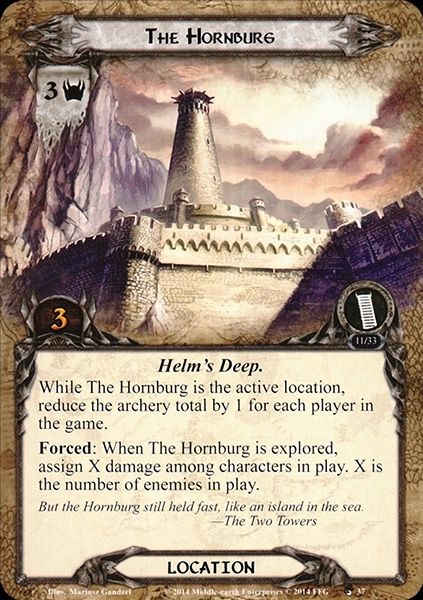 The Hornburg
3
3
11/33
Helm's Deep.
While The Hornburg is the active location,
reduce the archery total by 1 for each player in
the game.
Forced: When The Hornburg is explored,
assign X damage among characters in play. X is
the number of enemies in play.
But the Hornburg still held fast, like an island in the sea.
—The Two Towers
LOCATION
Illus. Mariusz Gandzel © 2014 Middle-earth Enterprises © 2014 FFG 37